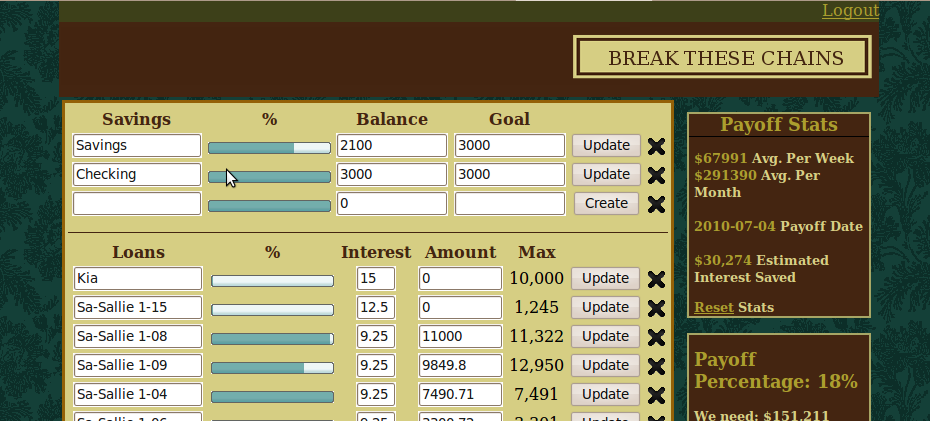 Logout
BREAK THESE CHAINS
Savings % Balance Goal
Savings 2100 3000 Update
Checking 3000 3000 Update
0 Create
Loans % Interest Amount Max
Kia 15 0 10,000 Update
Sa-Sallie 1-15 12.5 0 1,245 Update
Sa-Sallie 1-08 9.25 11000 11,322 Update
Sa-Sallie 1-09 9.25 9849.8 12,950 Update
Sa-Sallie 1-04 9.25 7490.71 7,491 Update
Payoff Stats
$67991 Avg. Per Week
$291390 Avg. Per
Month
2010-07-04 Payoff Date
$30,274 Estimated
Interest Saved
Reset Stats
Payoff
Percentage: 18%
We need: $151,211